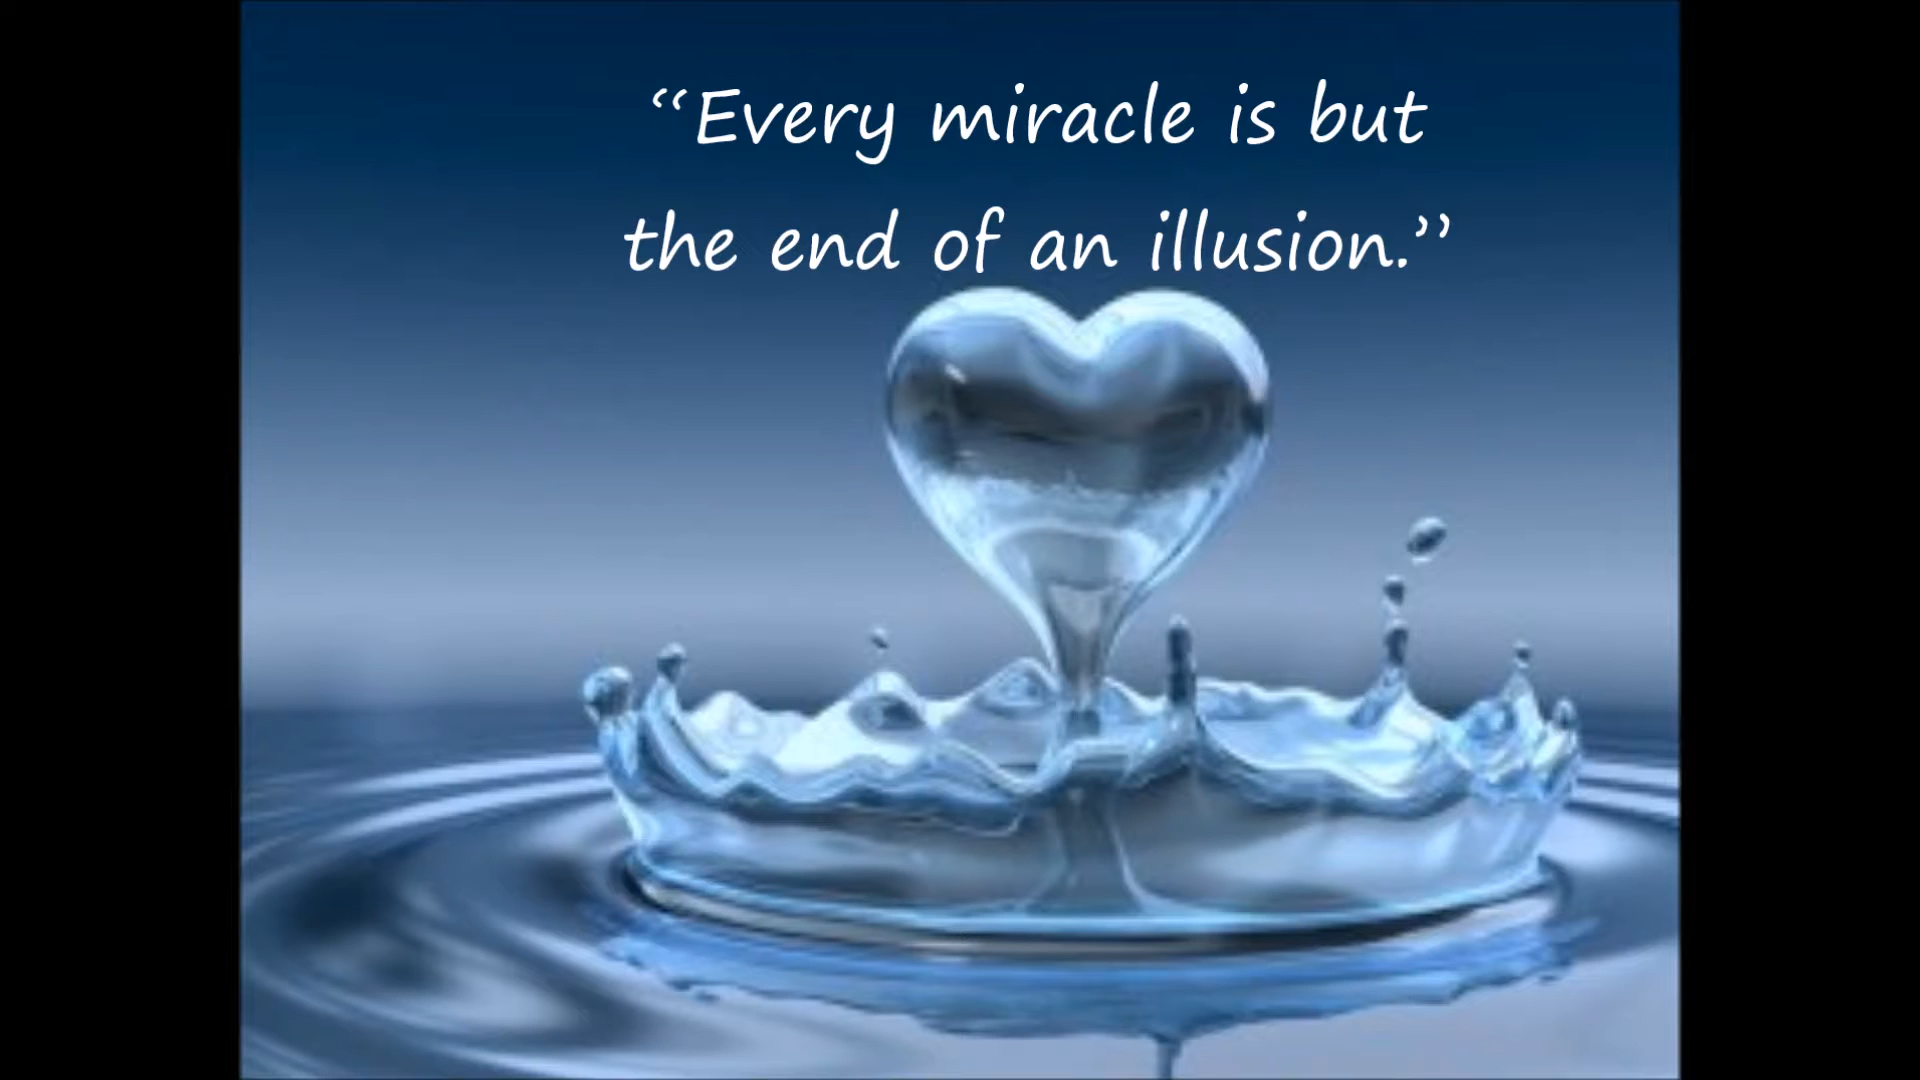 “Every miracle is but
the end of an illusion.”